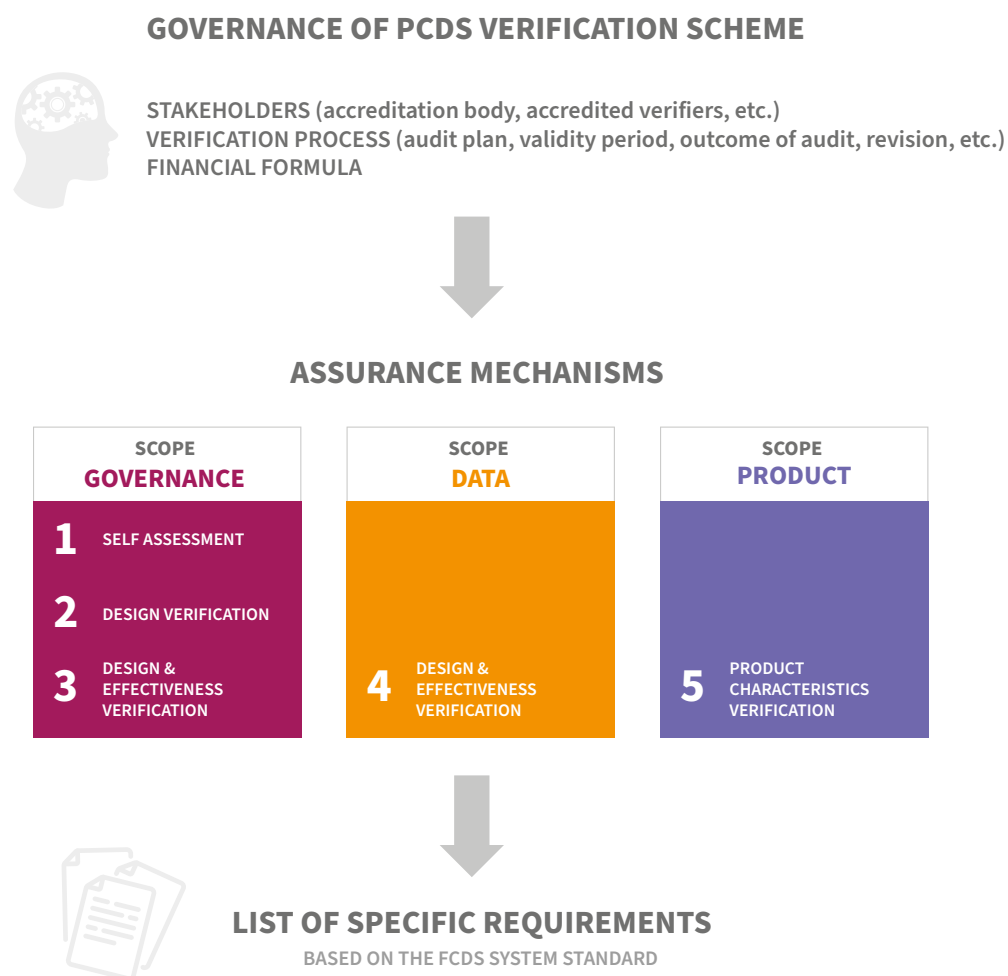 GOVERNANCE OF PCDS VERIFICATION SCHEME
STAKEHOLDERS (accreditation body, accredited verifiers, etc.)
VERIFICATION PROCESS (audit plan, validity period, outcome of audit, revision, etc.)
FINANCIAL FORMULA
ASSURANCE MECHANISMS
SCOPE
GOVERNANCE
1 SELF ASSESSMENT
2 DESIGN VERIFICATION
3 DESIGN &
EFFECTIVENESS
VERIFICATION
SCOPE
DATA
4 DESIGN &
EFFECTIVENESS
VERIFICATION
SCOPE
PRODUCT
5 PRODUCT
CHARACTERISTICS
VERIFICATION
LIST OF SPECIFIC REQUIREMENTS
BASED ON THE FCDS SYSTEM STANDARD